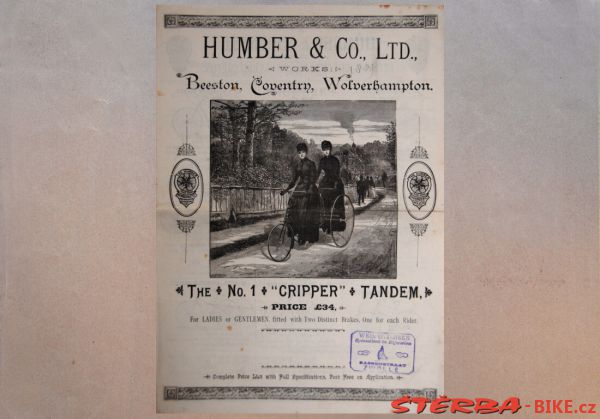 HUMBER & CO., LTD.,
WORKS
Beeston, Coventry, Wolverhampton.
THE No. 1 "CRIPPER" TANDEM,
PRICE £34,
For LADIES or GENTLEMEN, fitted with Two Distinct Brakes, One for each Rider.
Complete Price List with Full Specifications, Post Free on Application.
ŠTĚRBA-BIKE.cz